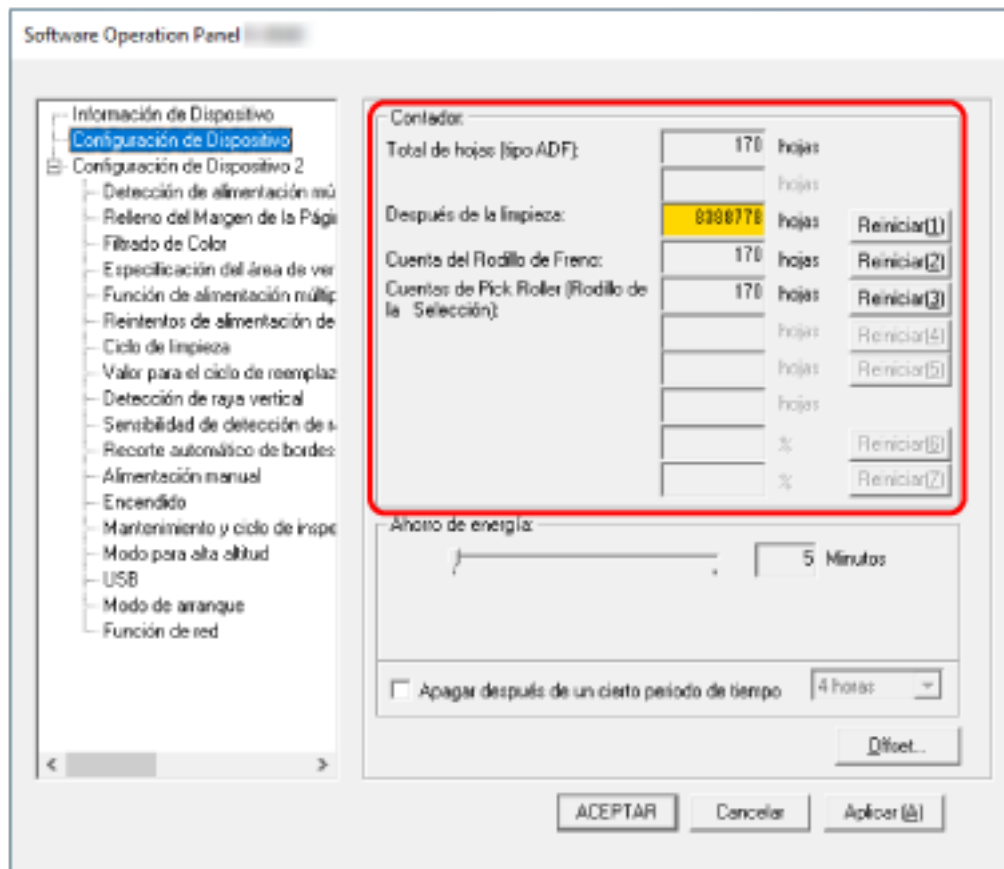 Software Operation Panel
Información de Dispositivo
Configuración de Dispositivo
Configuración de Dispositivo 2
Detección de alimentación mú
Relleno del Margen de la Pági
Filtrado de Color
Especificación del área de ver
Función de alimentación múltip
Reintentos de alimentación de
Ciclo de limpieza
Valor para el ciclo de reemplaz
Detección de raya vertical
Sensibilidad de detección de r
Recorte automático de bordes
Alimentación manual
Encendido
Mantenimiento y ciclo de inspe
Modo para alta altitud
USB
Modo de arranque
Función de red
Contador:
Total de hojas (tipo ADF): 170 hojas
hojas
Después de la limpieza: 8388778 hojas Reiniciar(1)
Cuenta del Rodillo de Freno: 170 hojas Reiniciar(2)
Cuentas de Pick Roller (Rodillo de 170 hojas Reiniciar(3)
la Selección):
hojas Reiniciar(4)
hojas Reiniciar(5)
hojas
% Reiniciar(6)
% Reiniciar(7)
Ahorro de energía:
5 Minutos
Apagar después de un cierto periodo de tiempo 4 horas
Offset...
ACEPTAR Cancelar Aplicar (A)